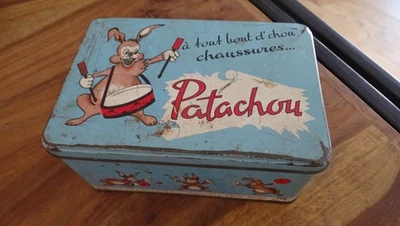 à tout bout d'chou
chaussures...
Patachou